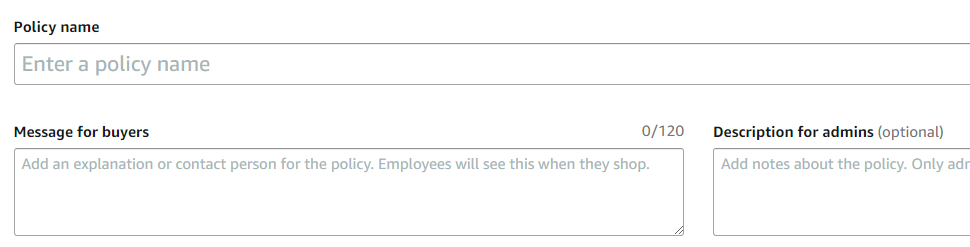 Policy name
Enter a policy name
Message for buyers 0/120 Description for admins (optional)
Add an explanation or contact person for the policy. Employees will see this when they shop. Add notes about the policy. Only